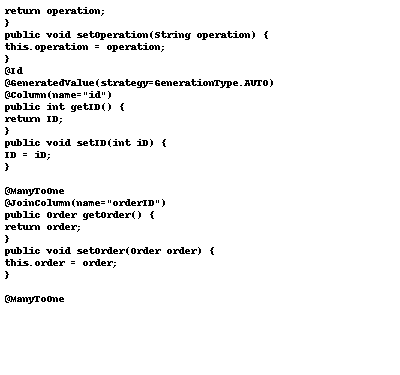 return operation;
}
public void setOperation(String operation) {
this.operation = operation;
}
@Id
@GeneratedValue(strategy=GenerationType.AUTO)
@Column(name="id")
public int getID() {
return ID;
}
public void setID(int iD) {
ID = iD;
}
@ManyToOne
@JoinColumn(name="orderID")
public Order getOrder() {
return order;
}
public void setOrder(Order order) {
this.order = order;
}
@ManyToOne